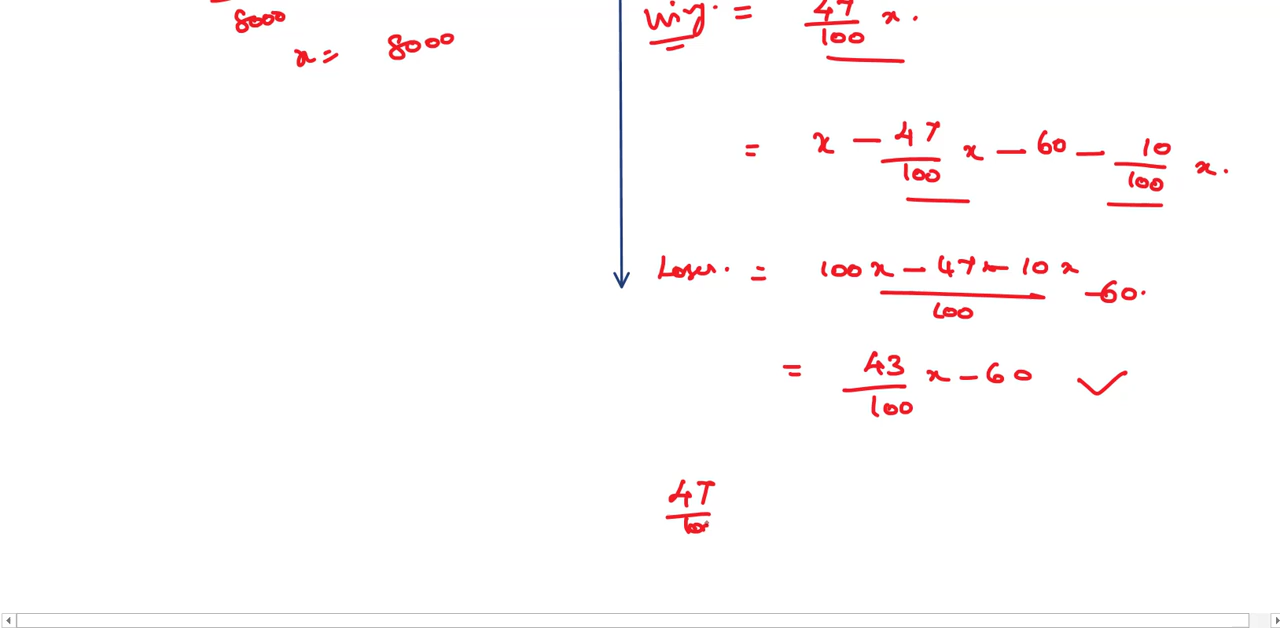 8000
x = 8000
= 47/100 x.
= x - 47/100 x - 60 - 10/100 x.
Loser. = 100x - 47x - 10x / 100 - 60.
= 43/100 x - 60 ✓
47/100